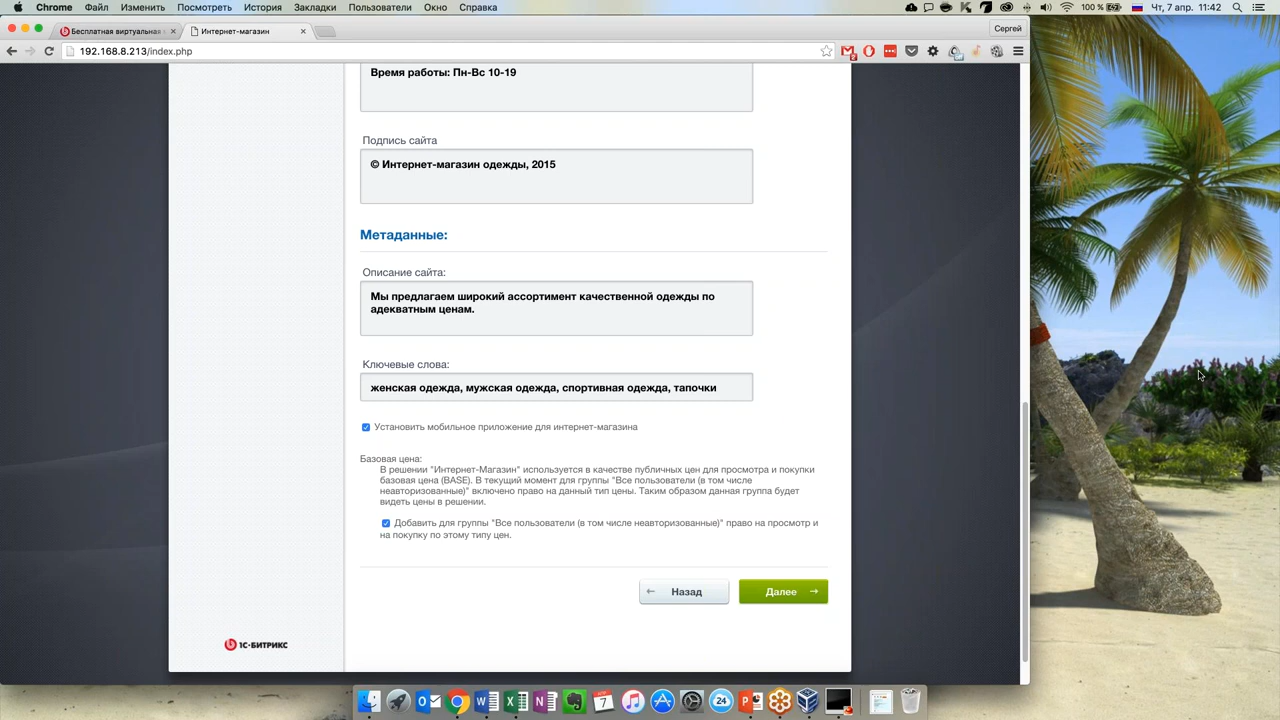 Chrome Файл Изменить Посмотреть История Закладки Пользователи Окно Справка 100 % Чт, 7 апр. 11:42
Бесплатная виртуальная Интернет-магазин Сергей
192.168.8.213/index.php
Время работы: Пн-Вс 10-19
Подпись сайта
© Интернет-магазин одежды, 2015
Метаданные:
Описание сайта:
Мы предлагаем широкий ассортимент качественной одежды по
адекватным ценам.
Ключевые слова:
женская одежда, мужская одежда, спортивная одежда, тапочки
Установить мобильное приложение для интернет-магазина
Базовая цена:
В решении "Интернет-Магазин" используется в качестве публичных цен для просмотра и покупки
базовая цена (BASE). В текущий момент для группы "Все пользователи (в том числе
неавторизованные)" включено право на данный тип цены. Таким образом данная группа будет
видеть цены в решении.
Добавить для группы "Все пользователи (в том числе неавторизованные)" право на просмотр и
на покупку по этому типу цен.
Назад Далее
1С-БИТРИКС
7 24